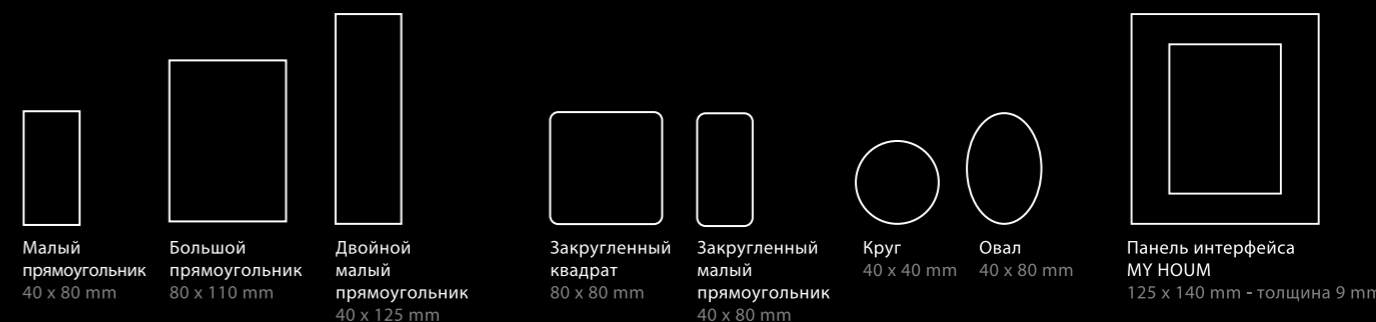 Малый
прямоугольник
40 x 80 mm
Большой
прямоугольник
80 x 110 mm
Двойной
малый
прямоугольник
40 x 125 mm
Закругленный
квадрат
80 x 80 mm
Закругленный
малый
прямоугольник
40 x 80 mm
Круг
40 x 40 mm
Овал
40 x 80 mm
Панель интерфейса
MY HOUM
125 x 140 mm - толщина 9 mm